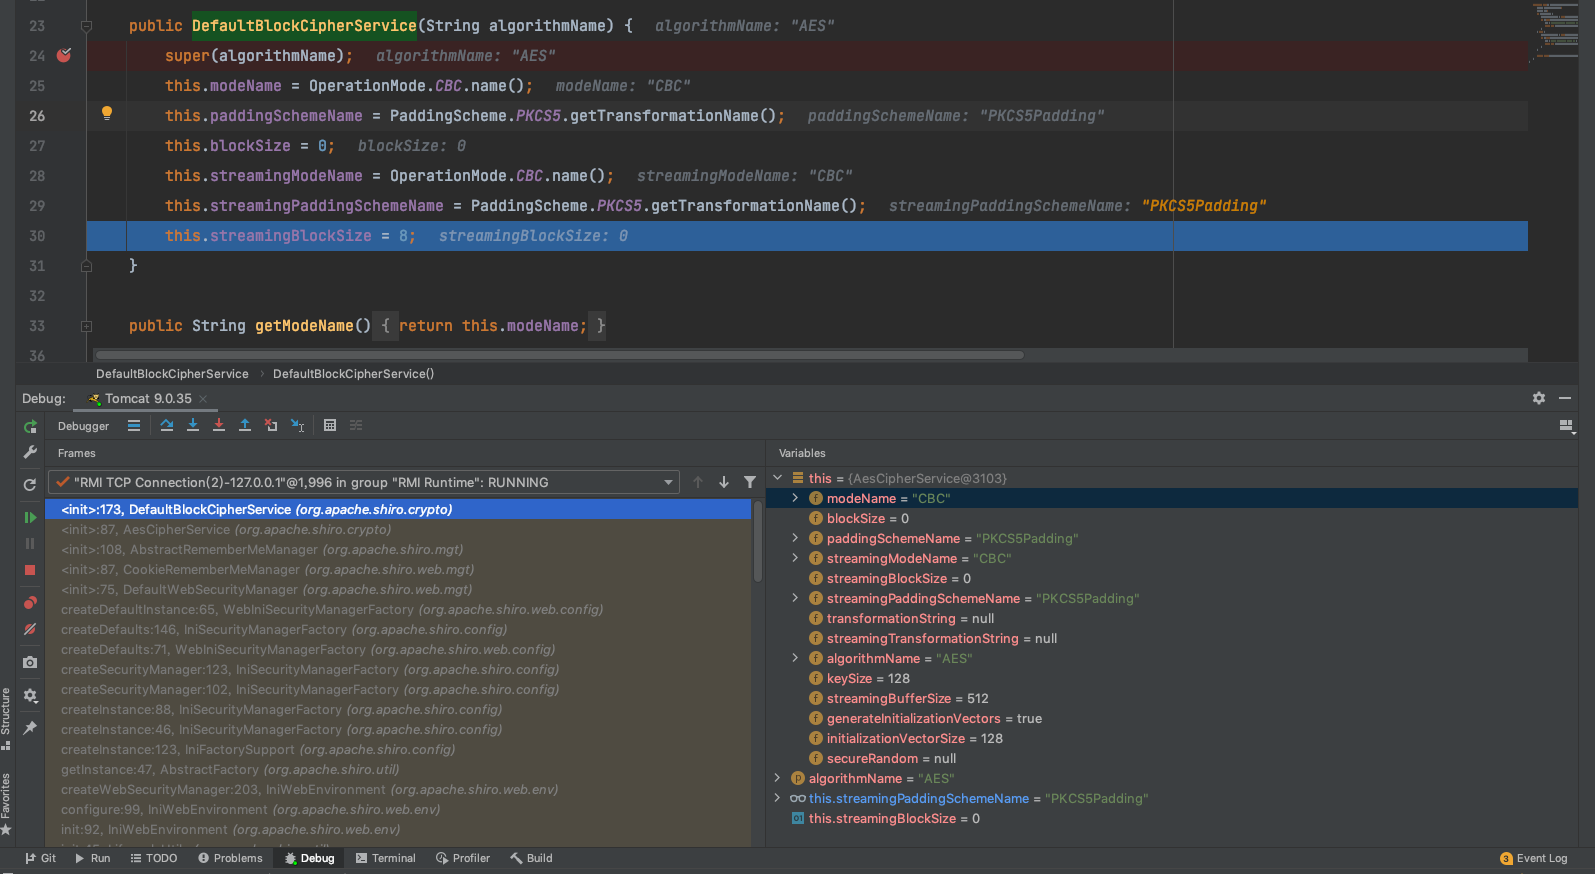 23 public DefaultBlockCipherService(String algorithmName) { algorithmName: "AES"
24 super(algorithmName); algorithmName: "AES"
25 this.modeName = OperationMode.CBC.name(); modeName: "CBC"
26 this.paddingSchemeName = PaddingScheme.PKCS5.getTransformationName(); paddingSchemeName: "PKCS5Padding"
27 this.blockSize = 0; blockSize: 0
28 this.streamingModeName = OperationMode.CBC.name(); streamingModeName: "CBC"
29 this.streamingPaddingSchemeName = PaddingScheme.PKCS5.getTransformationName(); streamingPaddingSchemeName: "PKCS5Padding"
30 this.streamingBlockSize = 8; streamingBlockSize: 0
31 }
32
33 public String getModeName() { return this.modeName; }
36
DefaultBlockCipherService › DefaultBlockCipherService()
Debug: Tomcat 9.0.35
Debugger
Frames
"RMI TCP Connection(2)-127.0.0.1"@1,996 in group "RMI Runtime": RUNNING
<init>:173, DefaultBlockCipherService (org.apache.shiro.crypto)
<init>:87, AesCipherService (org.apache.shiro.crypto)
<init>:108, AbstractRememberMeManager (org.apache.shiro.mgt)
<init>:87, CookieRememberMeManager (org.apache.shiro.web.mgt)
<init>:75, DefaultWebSecurityManager (org.apache.shiro.web.mgt)
createDefaultInstance:65, WebIniSecurityManagerFactory (org.apache.shiro.web.config)
createDefaults:146, IniSecurityManagerFactory (org.apache.shiro.config)
createDefaults:71, WebIniSecurityManagerFactory (org.apache.shiro.web.config)
createSecurityManager:123, IniSecurityManagerFactory (org.apache.shiro.config)
createSecurityManager:102, IniSecurityManagerFactory (org.apache.shiro.config)
createInstance:88, IniSecurityManagerFactory (org.apache.shiro.config)
createInstance:46, IniSecurityManagerFactory (org.apache.shiro.config)
createInstance:123, IniFactorySupport (org.apache.shiro.config)
getInstance:47, AbstractFactory (org.apache.shiro.util)
createWebSecurityManager:203, IniWebEnvironment (org.apache.shiro.web.env)
configure:99, IniWebEnvironment (org.apache.shiro.web.env)
init:92, IniWebEnvironment (org.apache.shiro.web.env)
Variables
this = {AesCipherService@3103}
modeName = "CBC"
blockSize = 0
paddingSchemeName = "PKCS5Padding"
streamingModeName = "CBC"
streamingBlockSize = 0
streamingPaddingSchemeName = "PKCS5Padding"
transformationString = null
streamingTransformationString = null
algorithmName = "AES"
keySize = 128
streamingBufferSize = 512
generateInitializationVectors = true
initializationVectorSize = 128
secureRandom = null
algorithmName = "AES"
this.streamingPaddingSchemeName = "PKCS5Padding"
this.streamingBlockSize = 0
Structure
Favorites
Git Run TODO Problems Debug Terminal Profiler Build 3 Event Log